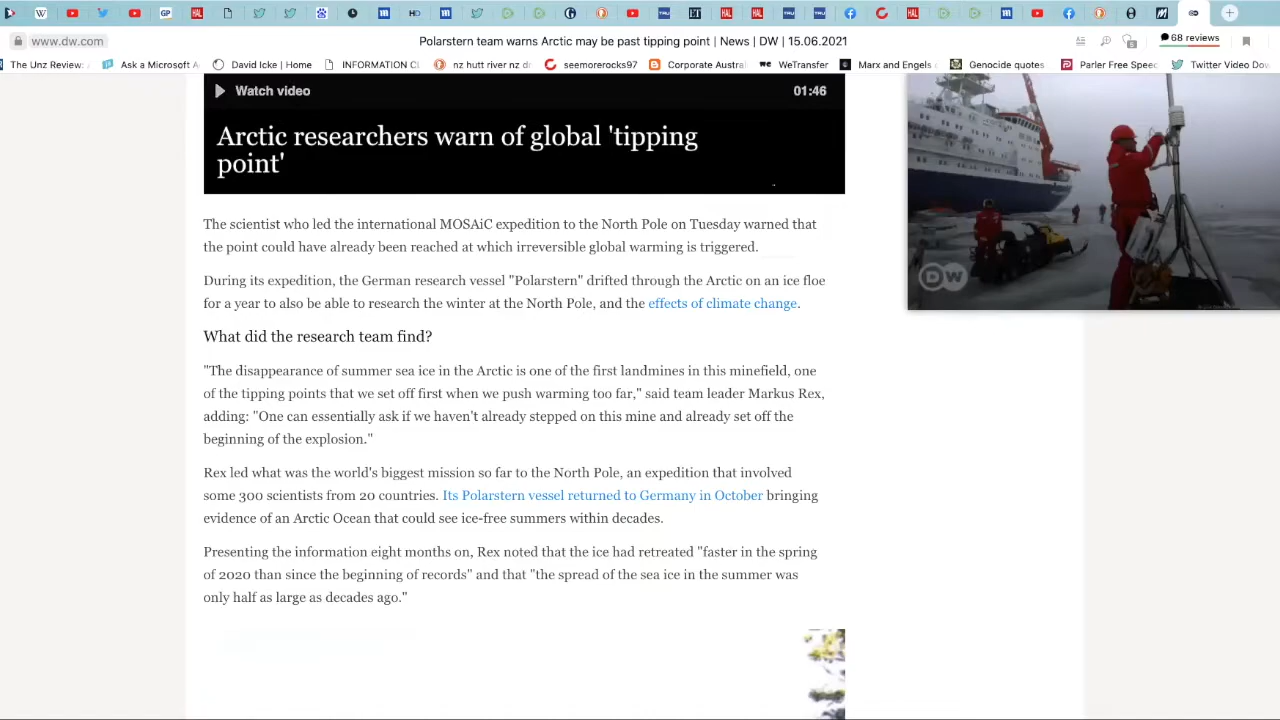 www.dw.com
Polarstern team warns Arctic may be past tipping point | News | DW | 15.06.2021
68 reviews
The Unz Review:
Ask a Microsoft A
David Icke | Home
INFORMATION CL
nz hutt river nz dr
seemorerocks97
Corporate Austral
WeTransfer
Marx and Engels o
Genocide quotes
Parler Free Speec
Twitter Video Dow
Watch video
01:46
Arctic researchers warn of global 'tipping
point'
The scientist who led the international MOSAiC expedition to the North Pole on Tuesday warned that
the point could have already been reached at which irreversible global warming is triggered.
During its expedition, the German research vessel "Polarstern" drifted through the Arctic on an ice floe
for a year to also be able to research the winter at the North Pole, and the effects of climate change.
What did the research team find?
"The disappearance of summer sea ice in the Arctic is one of the first landmines in this minefield, one
of the tipping points that we set off first when we push warming too far," said team leader Markus Rex,
adding: "One can essentially ask if we haven't already stepped on this mine and already set off the
beginning of the explosion."
Rex led what was the world's biggest mission so far to the North Pole, an expedition that involved
some 300 scientists from 20 countries. Its Polarstern vessel returned to Germany in October bringing
evidence of an Arctic Ocean that could see ice-free summers within decades.
Presenting the information eight months on, Rex noted that the ice had retreated "faster in the spring
of 2020 than since the beginning of records" and that "the spread of the sea ice in the summer was
only half as large as decades ago."
DW